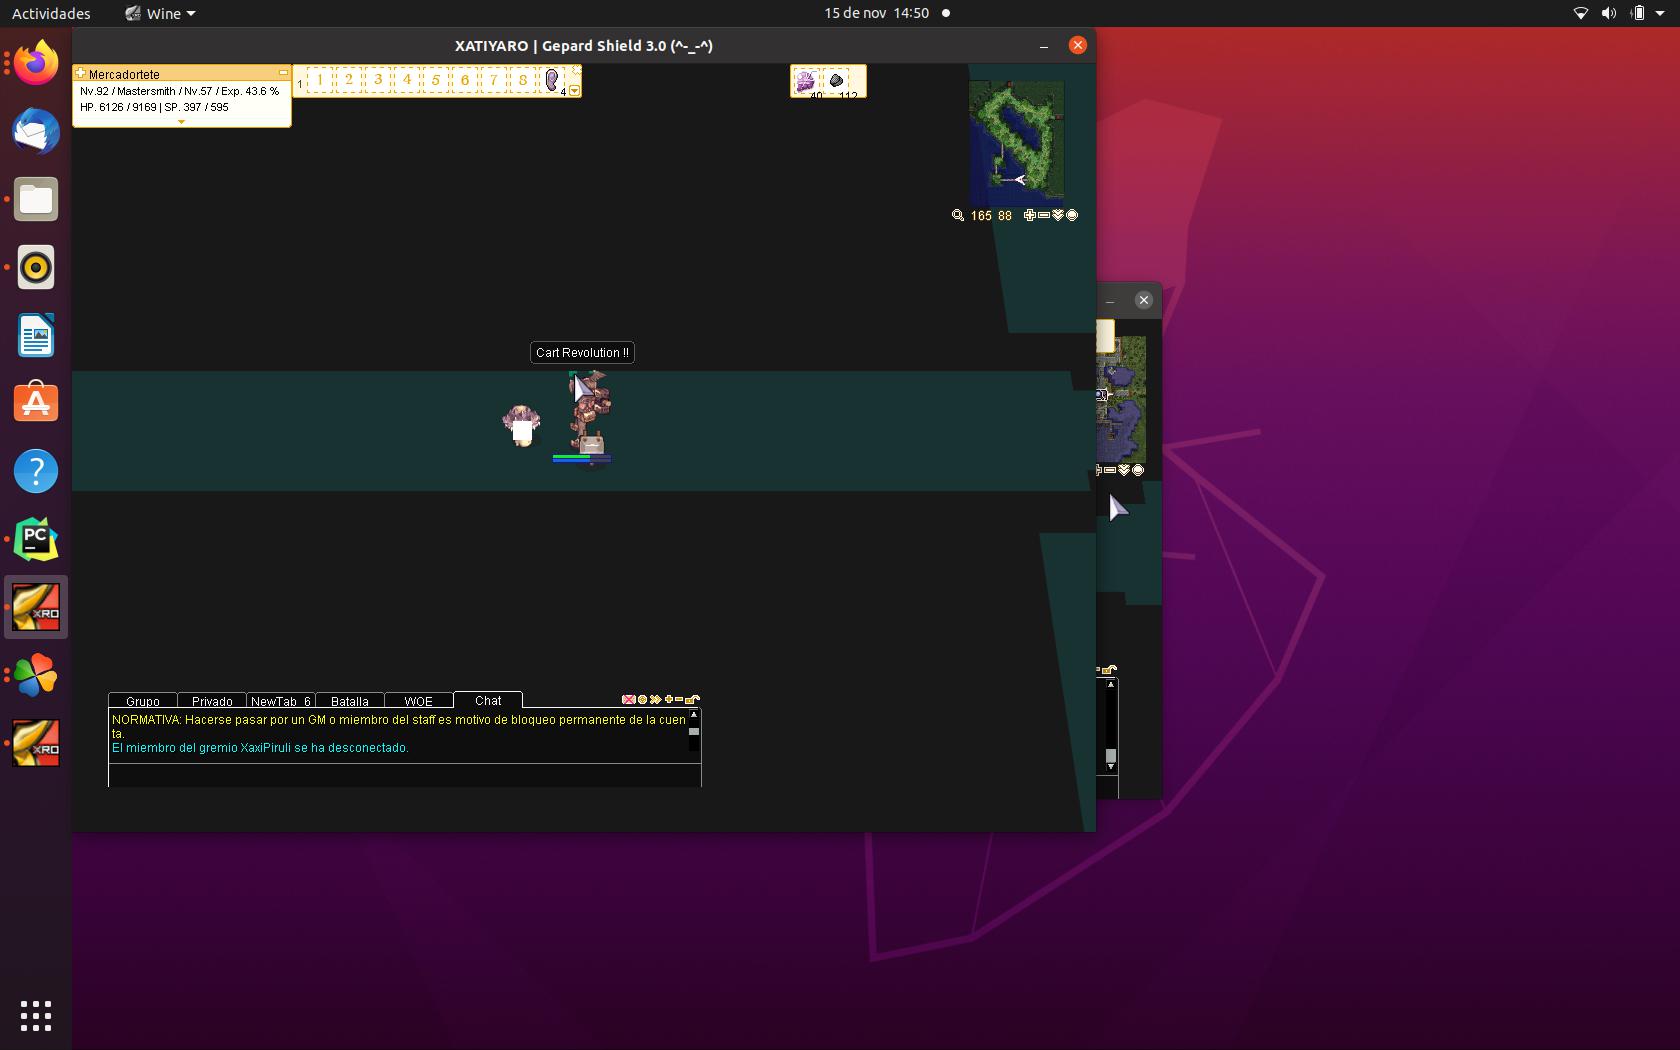 Actividades
Wine
15 de nov 14:50
XATIYARO | Gepard Shield 3.0 (^-_-^)
Mercadortete
Nv.92 / Mastersmith / Nv.57 / Exp. 43.6 %
HP. 6126 / 9169 | SP. 397 / 595
1 1 2 3 4 5 6 7 8 4
40 112
165 88
Cart Revolution !!
Grupo Privado NewTab 6 Batalla WOE Chat
NORMATIVA: Hacerse pasar por un GM o miembro del staff es motivo de bloqueo permanente de la cuen
ta.
El miembro del gremio XaxiPiruli se ha desconectado.
PC
XRO
XRO